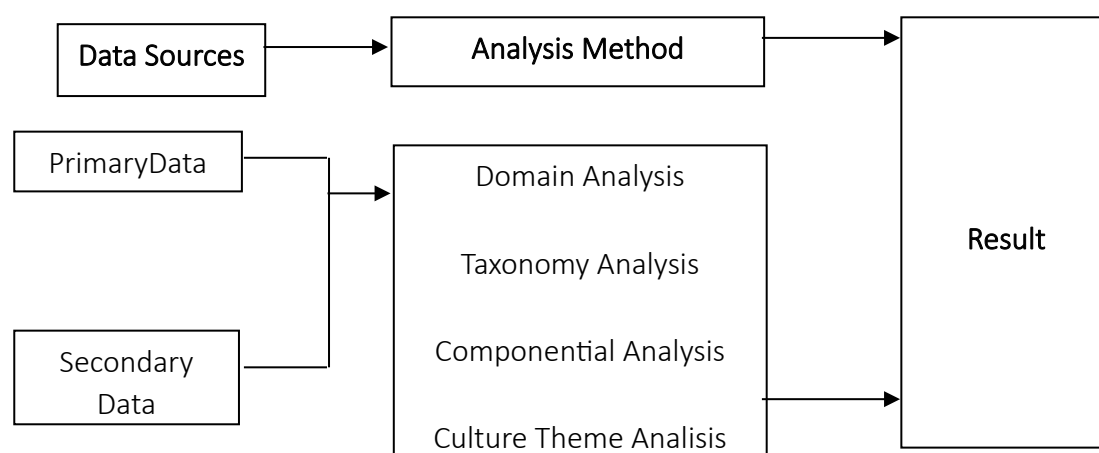 Data Sources
Analysis Method
PrimaryData
Secondary
Data
Domain Analysis
Taxonomy Analysis
Componential Analysis
Culture Theme Analisis
Result